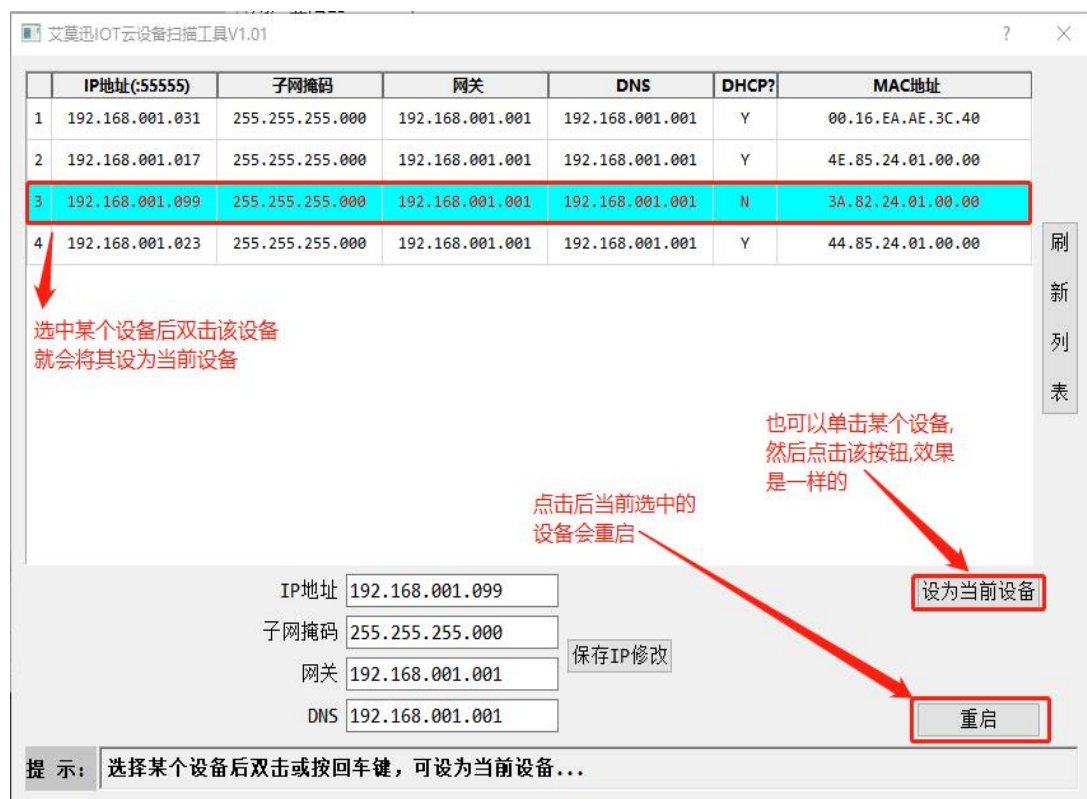 艾莫迅IOT云设备扫描工具V1.01 ?
IP地址(:55555) 子网掩码 网关 DNS DHCP? MAC地址
1 192.168.001.031 255.255.255.000 192.168.001.001 192.168.001.001 Y 00.16.EA.AE.3C.40
2 192.168.001.017 255.255.255.000 192.168.001.001 192.168.001.001 Y 4E.85.24.01.00.00
3 192.168.001.099 255.255.255.000 192.168.001.001 192.168.001.001 N 3A.82.24.01.00.00
4 192.168.001.023 255.255.255.000 192.168.001.001 192.168.001.001 Y 44.85.24.01.00.00
刷
新
列
表
选中某个设备后双击该设备
就会将其设为当前设备
也可以单击某个设备,
然后点击该按钮,效果
是一样的
点击后当前选中的
设备会重启
IP地址 192.168.001.099
设为当前设备
子网掩码 255.255.255.000
保存IP修改
网关 192.168.001.001
DNS 192.168.001.001
重启
提 示: 选择某个设备后双击或按回车键，可设为当前设备...